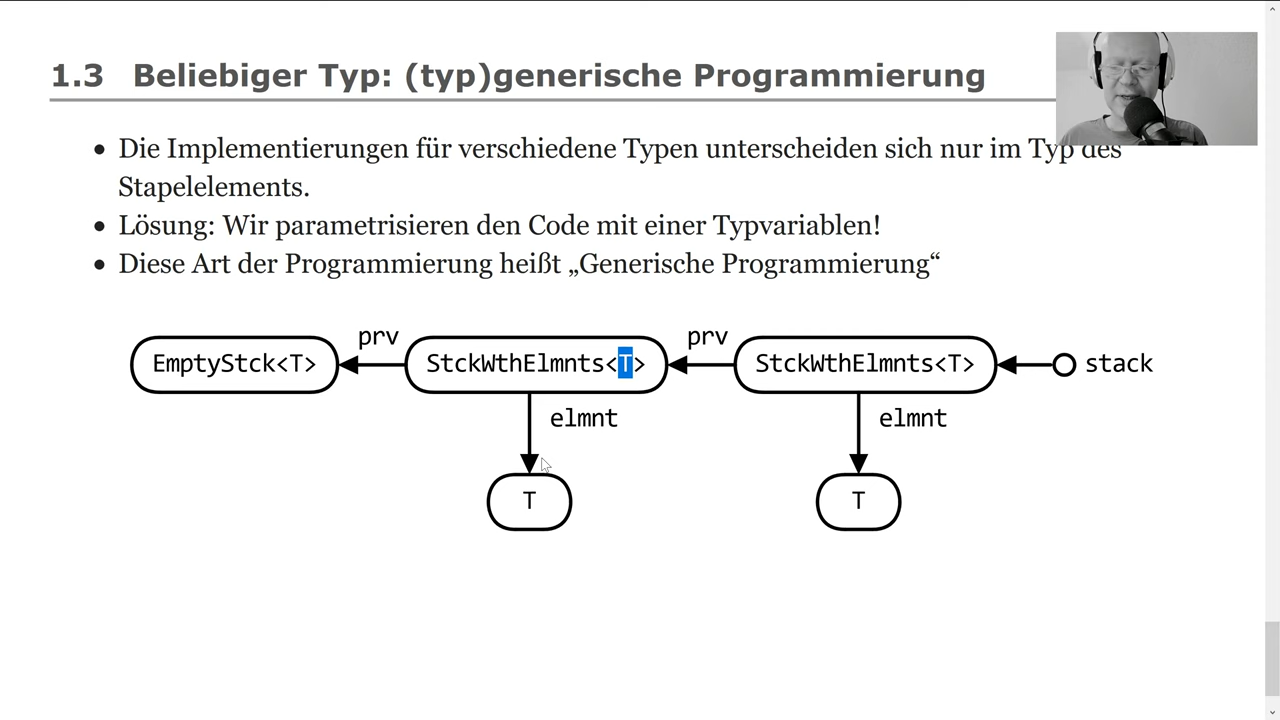 1.3 Beliebiger Typ: (typ)generische Programmierung
• Die Implementierungen für verschiedene Typen unterscheiden sich nur im Typ des
Stapelelements.
• Lösung: Wir parametrisieren den Code mit einer Typvariablen!
• Diese Art der Programmierung heißt „Generische Programmierung“
prv prv
EmptyStck<T> StckWthElmnts<T> StckWthElmnts<T> stack
elmnt elmnt
T T